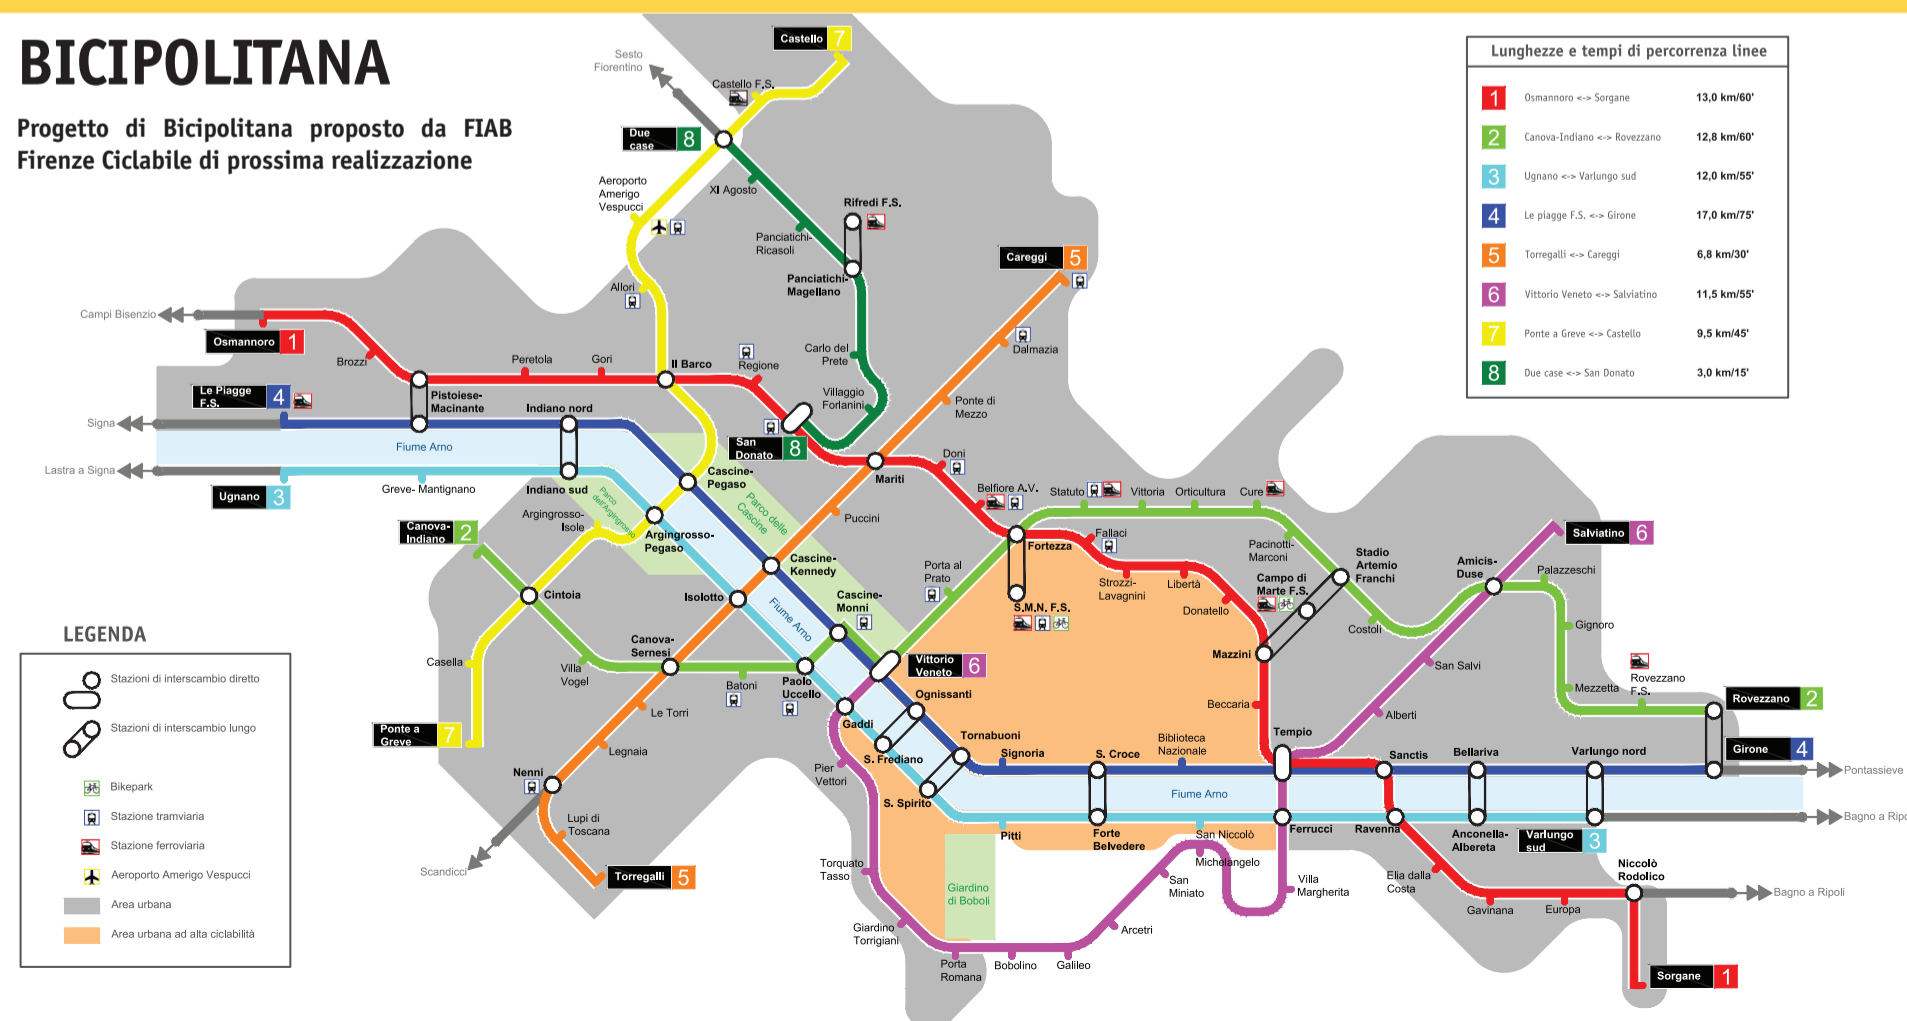 BICIPOLITANA
Progetto di Bicipolitana proposto da FIAB
Firenze Ciclabile di prossima realizzazione
Lunghezze e tempi di percorrenza linee
1 Osmannoro <-> Sorgane 13,0 km/60'
2 Canova-Indiano <-> Rovezzano 12,8 km/60'
3 Ugnano <-> Varlungo sud 12,0 km/55'
4 Le piagge F.S. <-> Girone 17,0 km/75'
5 Torregalli <-> Careggi 6,8 km/30'
6 Vittorio Veneto <-> Salviatino 11,5 km/55'
7 Ponte a Greve <-> Castello 9,5 km/45'
8 Due case <-> San Donato 3,0 km/15'
Castello 7
Sesto
Fiorentino
Castello F.S.
Due
case 8
Aeroporto
Amerigo
Vespucci
XI Agosto
Rifredi F.S.
Panciatichi-
Ricasoli
Panciatichi-
Magellano
Careggi 5
Allori
Campi Bisenzio
Osmannoro 1
Brozzi
Peretola
Gori
Il Barco
Regione
Carlo del
Prete
Dalmazia
Villaggio
Forlanini
Ponte di
Mezzo
Le Piagge
F.S. 4
Pistoiese-
Macinante
Indiano nord
Signa
Fiume Arno
San
Donato 8
Lastra a Signa
Ugnano 3
Greve- Mantignano
Indiano sud
Cascine-
Pegaso
Mariti
Doni
Belfiore A.V.
Statuto
Vittoria
Orticultura
Cure
Parco
dell'Argingrosso
Parco delle
Cascine
Argingrosso-
Isole
Argingrosso-
Pegaso
Puccini
Canova-
Indiano 2
Fortezza
Fallaci
Pacinotti-
Marconi
Stadio
Artemio
Franchi
Salviatino 6
Amicis-
Duse
Palazzeschi
Cascine-
Kennedy
Porta al
Prato
Strozzi-
Lavagnini
Libertà
Donatello
Campo di
Marte F.S.
Cintoia
Isolotto
Fiume Arno
Cascine-
Monni
S.M.N. F.S.
Costoli
Gignoro
Canova-
Sernesi
Mazzini
San Salvi
Casella
Villa
Vogel
Batoni
Paolo
Uccello
Vittorio
Veneto 6
Rovezzano
F.S.
Mezzetta
Rovezzano 2
Le Torri
Gaddi
Ognissanti
Beccaria
Alberti
Ponte a
Greve 7
Legnaia
S. Frediano
Tornabuoni
Signoria
S. Croce
Biblioteca
Nazionale
Tempio
Sanctis
Bellariva
Varlungo nord
Girone 4
Nenni
Pier
Vettori
Pontassieve
S. Spirito
Fiume Arno
Lupi di
Toscana
Pitti
Forte
Belvedere
San Niccolò
Ferrucci
Ravenna
Anconella-
Albereta
Varlungo
sud 3
Bagno a Ripo
Scandicci
Torregalli 5
Torquato
Tasso
Giardino
di Boboli
Michelangelo
San
Miniato
Villa
Margherita
Elia dalla
Costa
Gavinana
Europa
Niccolò
Rodolico
Bagno a Ripoli
Giardino
Torrigiani
Arcetri
Porta
Romana
Bobolino
Galileo
Sorgane 1
LEGENDA
Stazioni di interscambio diretto
Stazioni di interscambio lungo
Bikepark
Stazione tramviaria
Stazione ferroviaria
Aeroporto Amerigo Vespucci
Area urbana
Area urbana ad alta ciclabilità